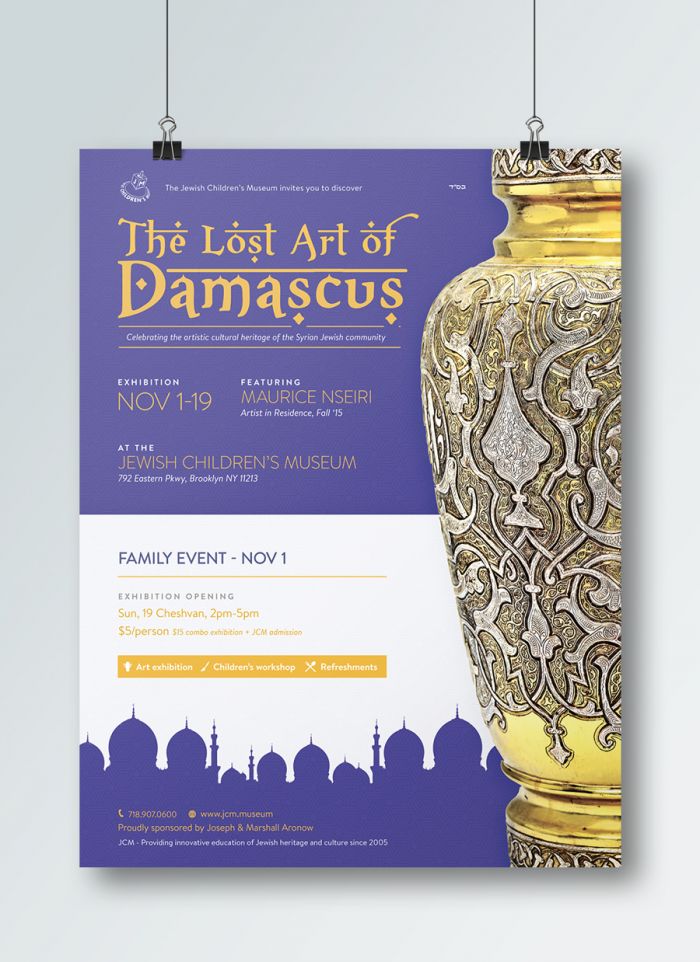 JCM
CHILDREN'S
The Jewish Children's Museum invites you to discover
בס״ד
The Lost Art of
Damascus
Celebrating the artistic cultural heritage of the Syrian Jewish community
EXHIBITION
NOV 1-19
FEATURING
MAURICE NSEIRI
Artist in Residence, Fall '15
AT THE
JEWISH CHILDREN'S MUSEUM
792 Eastern Pkwy, Brooklyn NY 11213
FAMILY EVENT - NOV 1
EXHIBITION OPENING
Sun, 19 Cheshvan, 2pm-5pm
$5/person $15 combo exhibition + JCM admission
Art exhibition Children's workshop Refreshments
718.907.0600 www.jcm.museum
Proudly sponsored by Joseph & Marshall Aronow
JCM - Providing innovative education of Jewish heritage and culture since 2005